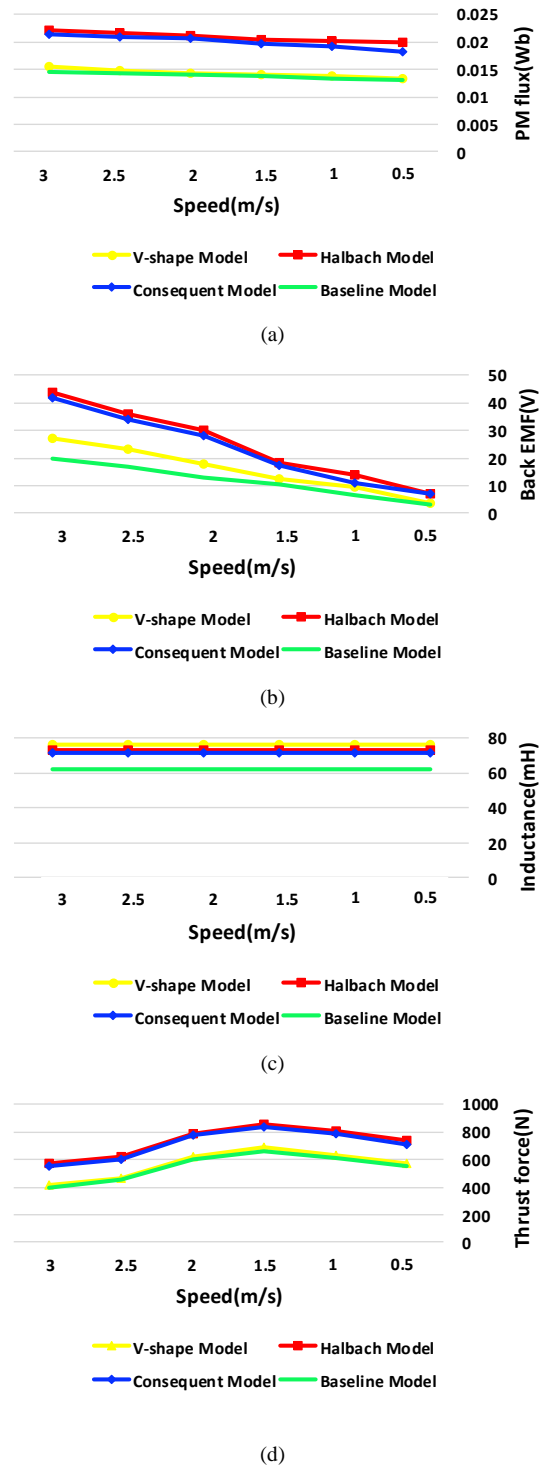 0.025
0.02
0.015
0.01
0.005
0
PM flux(Wb)
3 2.5 2 1.5 1 0.5
Speed(m/s)
V-shape Model Halbach Model
Consequent Model Baseline Model
(a)
50
40
30
20
10
0
Back EMF(V)
3 2.5 2 1.5 1 0.5
Speed(m/s)
V-shape Model Halbach Model
Consequent Model Baseline Model
(b)
80
60
40
20
0
Inductance(mH)
3 2.5 2 1.5 1 0.5
Speed(m/s)
V-shape Model Halbach Model
Consequent Model Baseline Model
(c)
1000
800
600
400
200
0
Thrust force(N)
3 2.5 2 1.5 1 0.5
Speed(m/s)
V-shape Model Halbach Model
Consequent Model Baseline Model
(d)